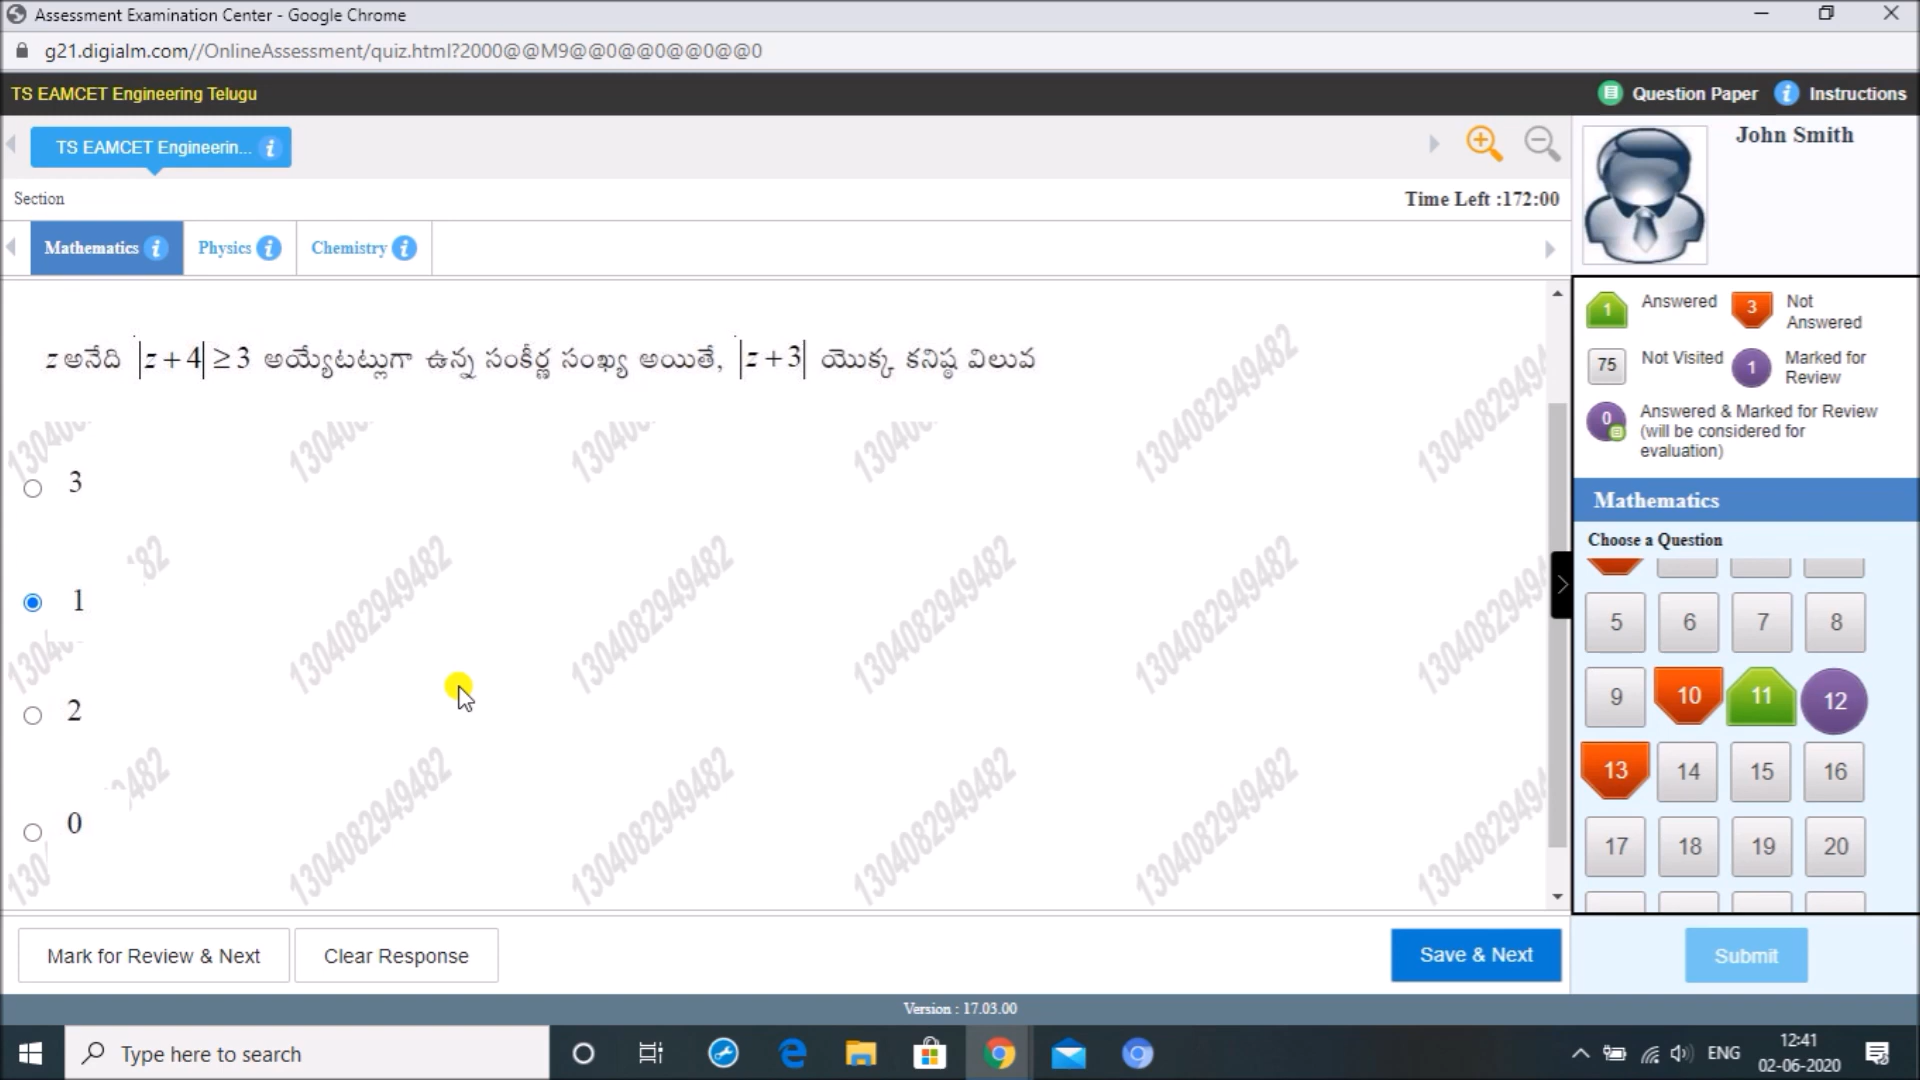 Assessment Examination Center - Google Chrome
g21.digialm.com//OnlineAssessment/quiz.html?2000@@M9@@0@@0@@0@@0
TS EAMCET Engineering Telugu
Question Paper
Instructions
TS EAMCET Engineerin...
John Smith
Section
Time Left :172:00
Mathematics
Physics
Chemistry
z అనేది |z + 4| ≥ 3 అయ్యేటట్లుగా ఉన్న సంకీర్ణ సంఖ్య అయితే, |z + 3| యొక్క కనిష్ఠ విలువ
3
1
2
0
130408294949482
1 Answered
3 Not Answered
75 Not Visited
1 Marked for Review
0 Answered & Marked for Review (will be considered for evaluation)
Mathematics
Choose a Question
5 6 7 8
9 10 11 12
13 14 15 16
17 18 19 20
Mark for Review & Next
Clear Response
Save & Next
Submit
Version : 17.03.00
Type here to search
ENG
12:41
02-06-2020